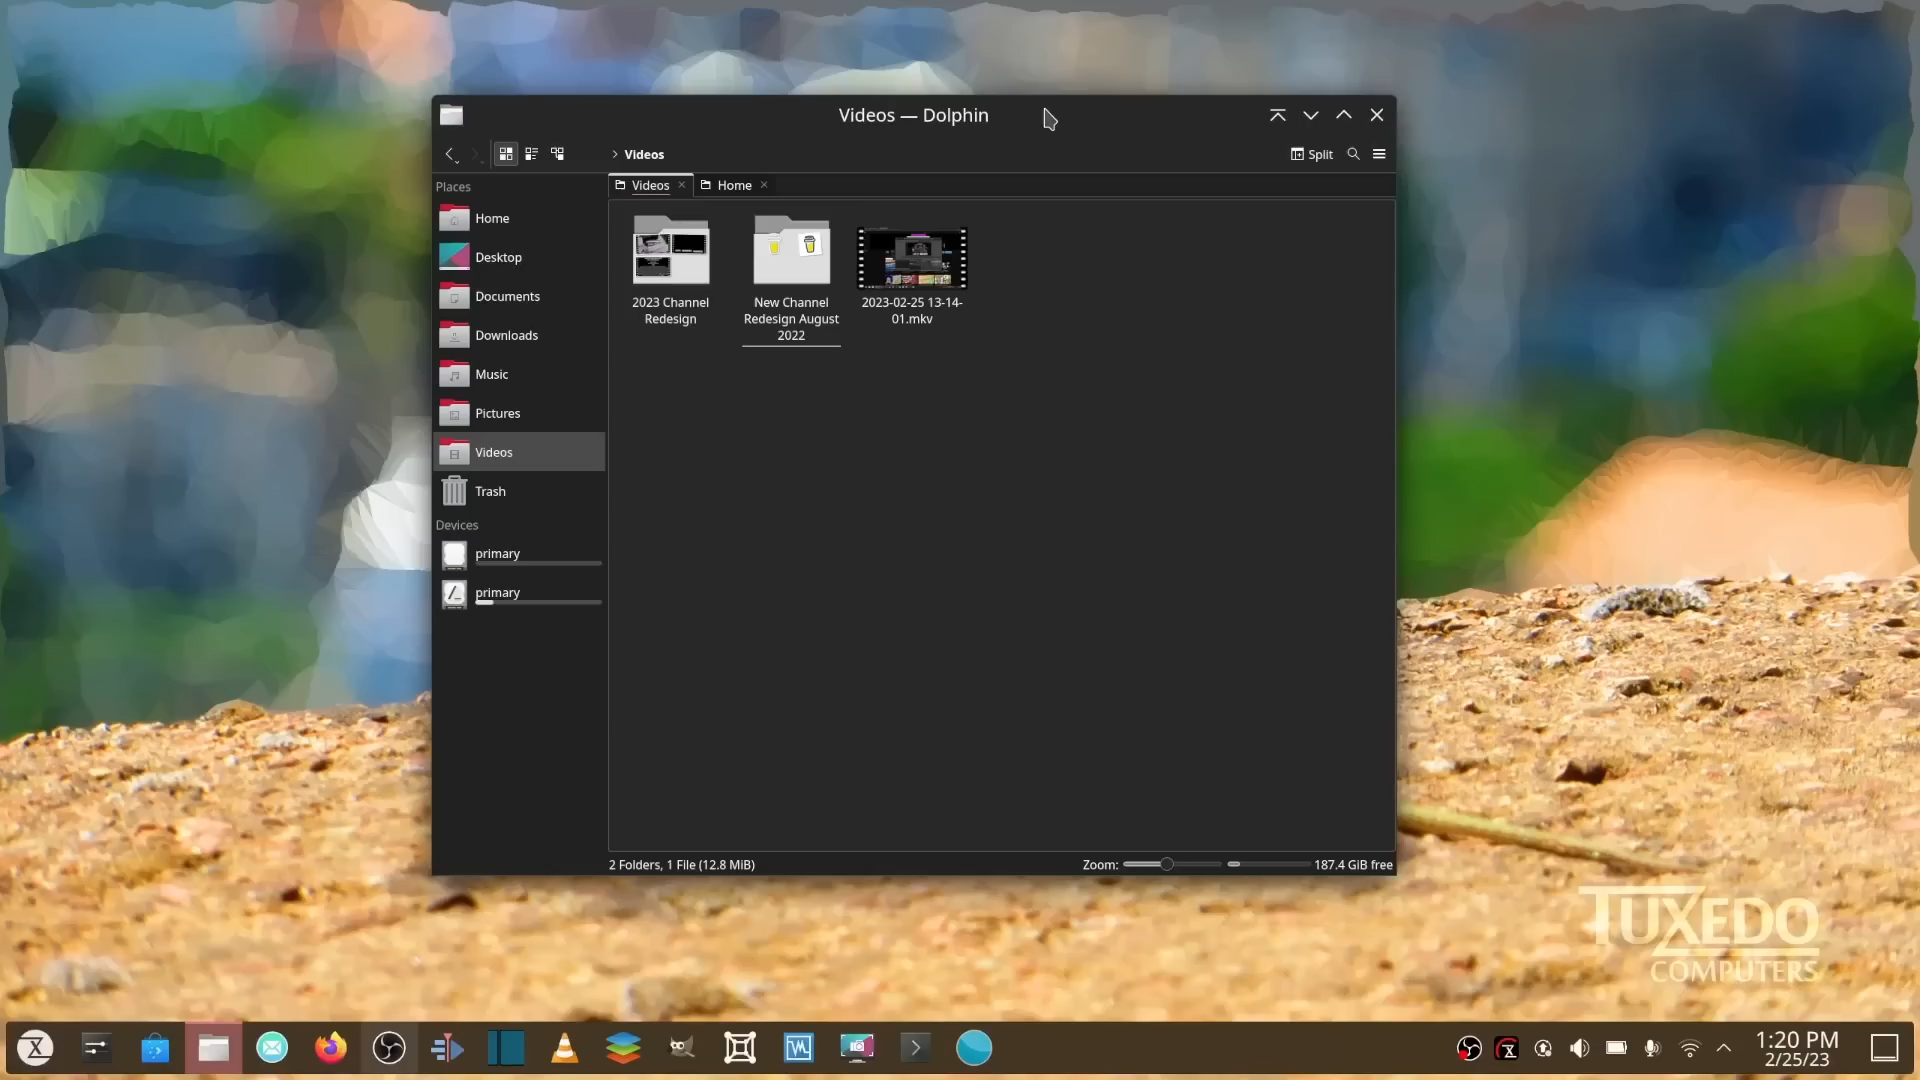 Videos — Dolphin
Videos
Split
Places
Videos
Home
Home
Desktop
Documents
Downloads
Music
Pictures
Videos
Trash
Devices
primary
primary
2023 Channel
Redesign
New Channel
Redesign August
2022
2023-02-25 13-14-
01.mkv
2 Folders, 1 File (12.8 MiB)
Zoom:
187.4 GiB free
TUXEDO
COMPUTERS
1:20 PM
2/25/23